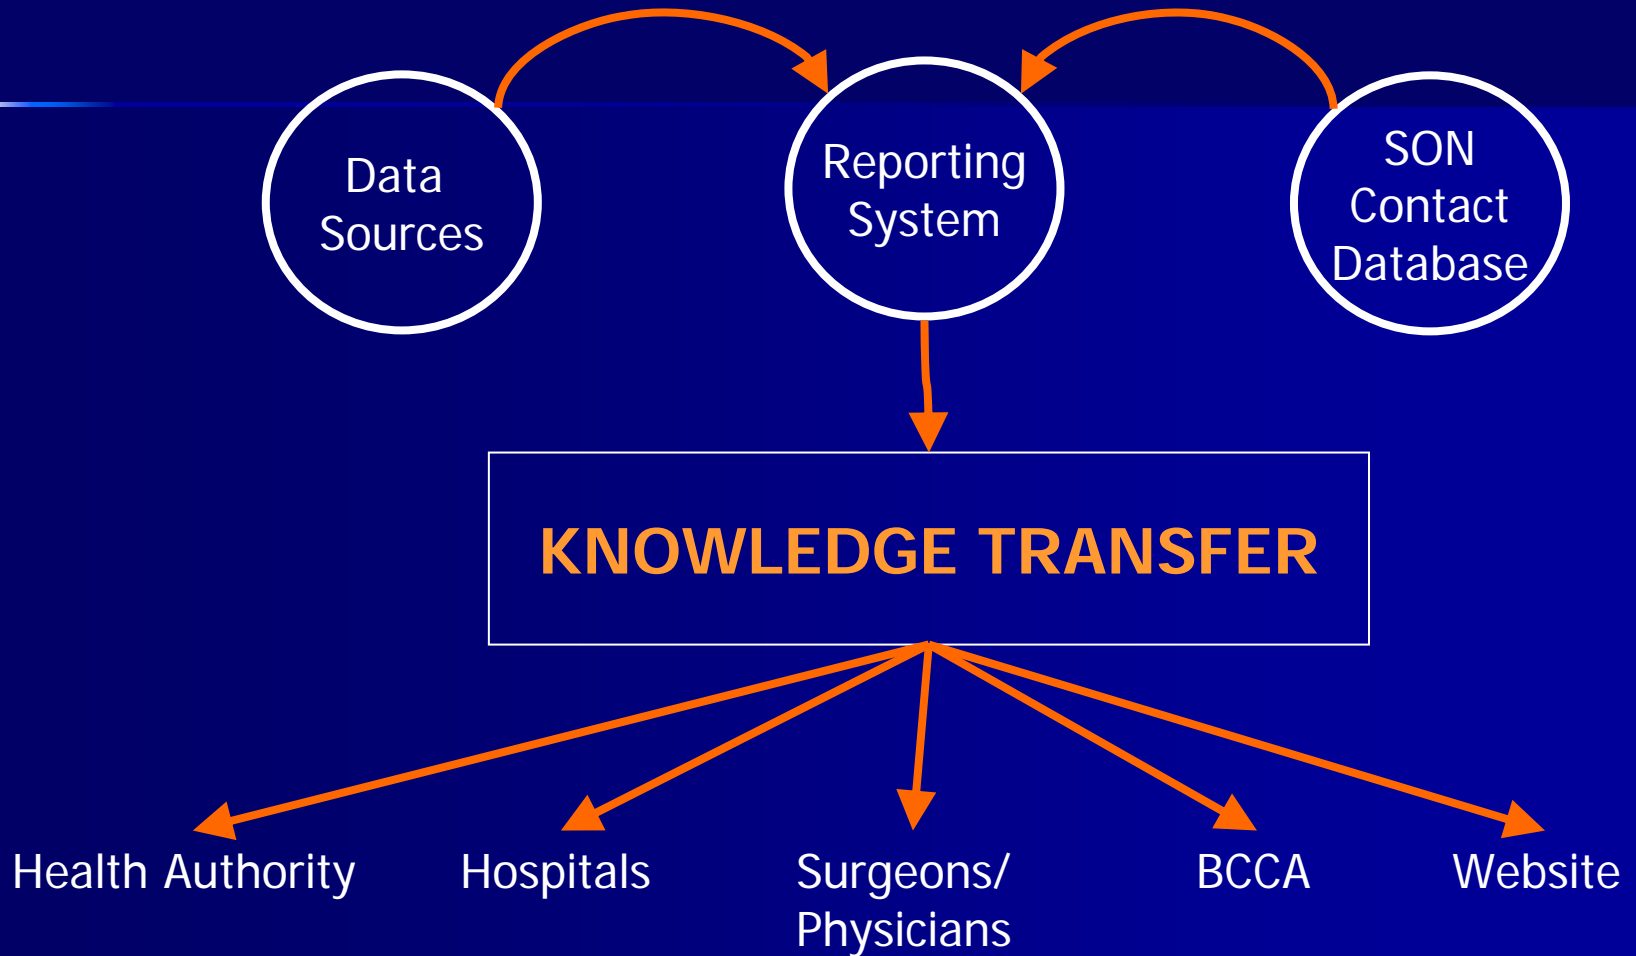 Data
Sources
Reporting
System
SON
Contact
Database
KNOWLEDGE TRANSFER
Health Authority
Hospitals
Surgeons/
Physicians
BCCA
Website